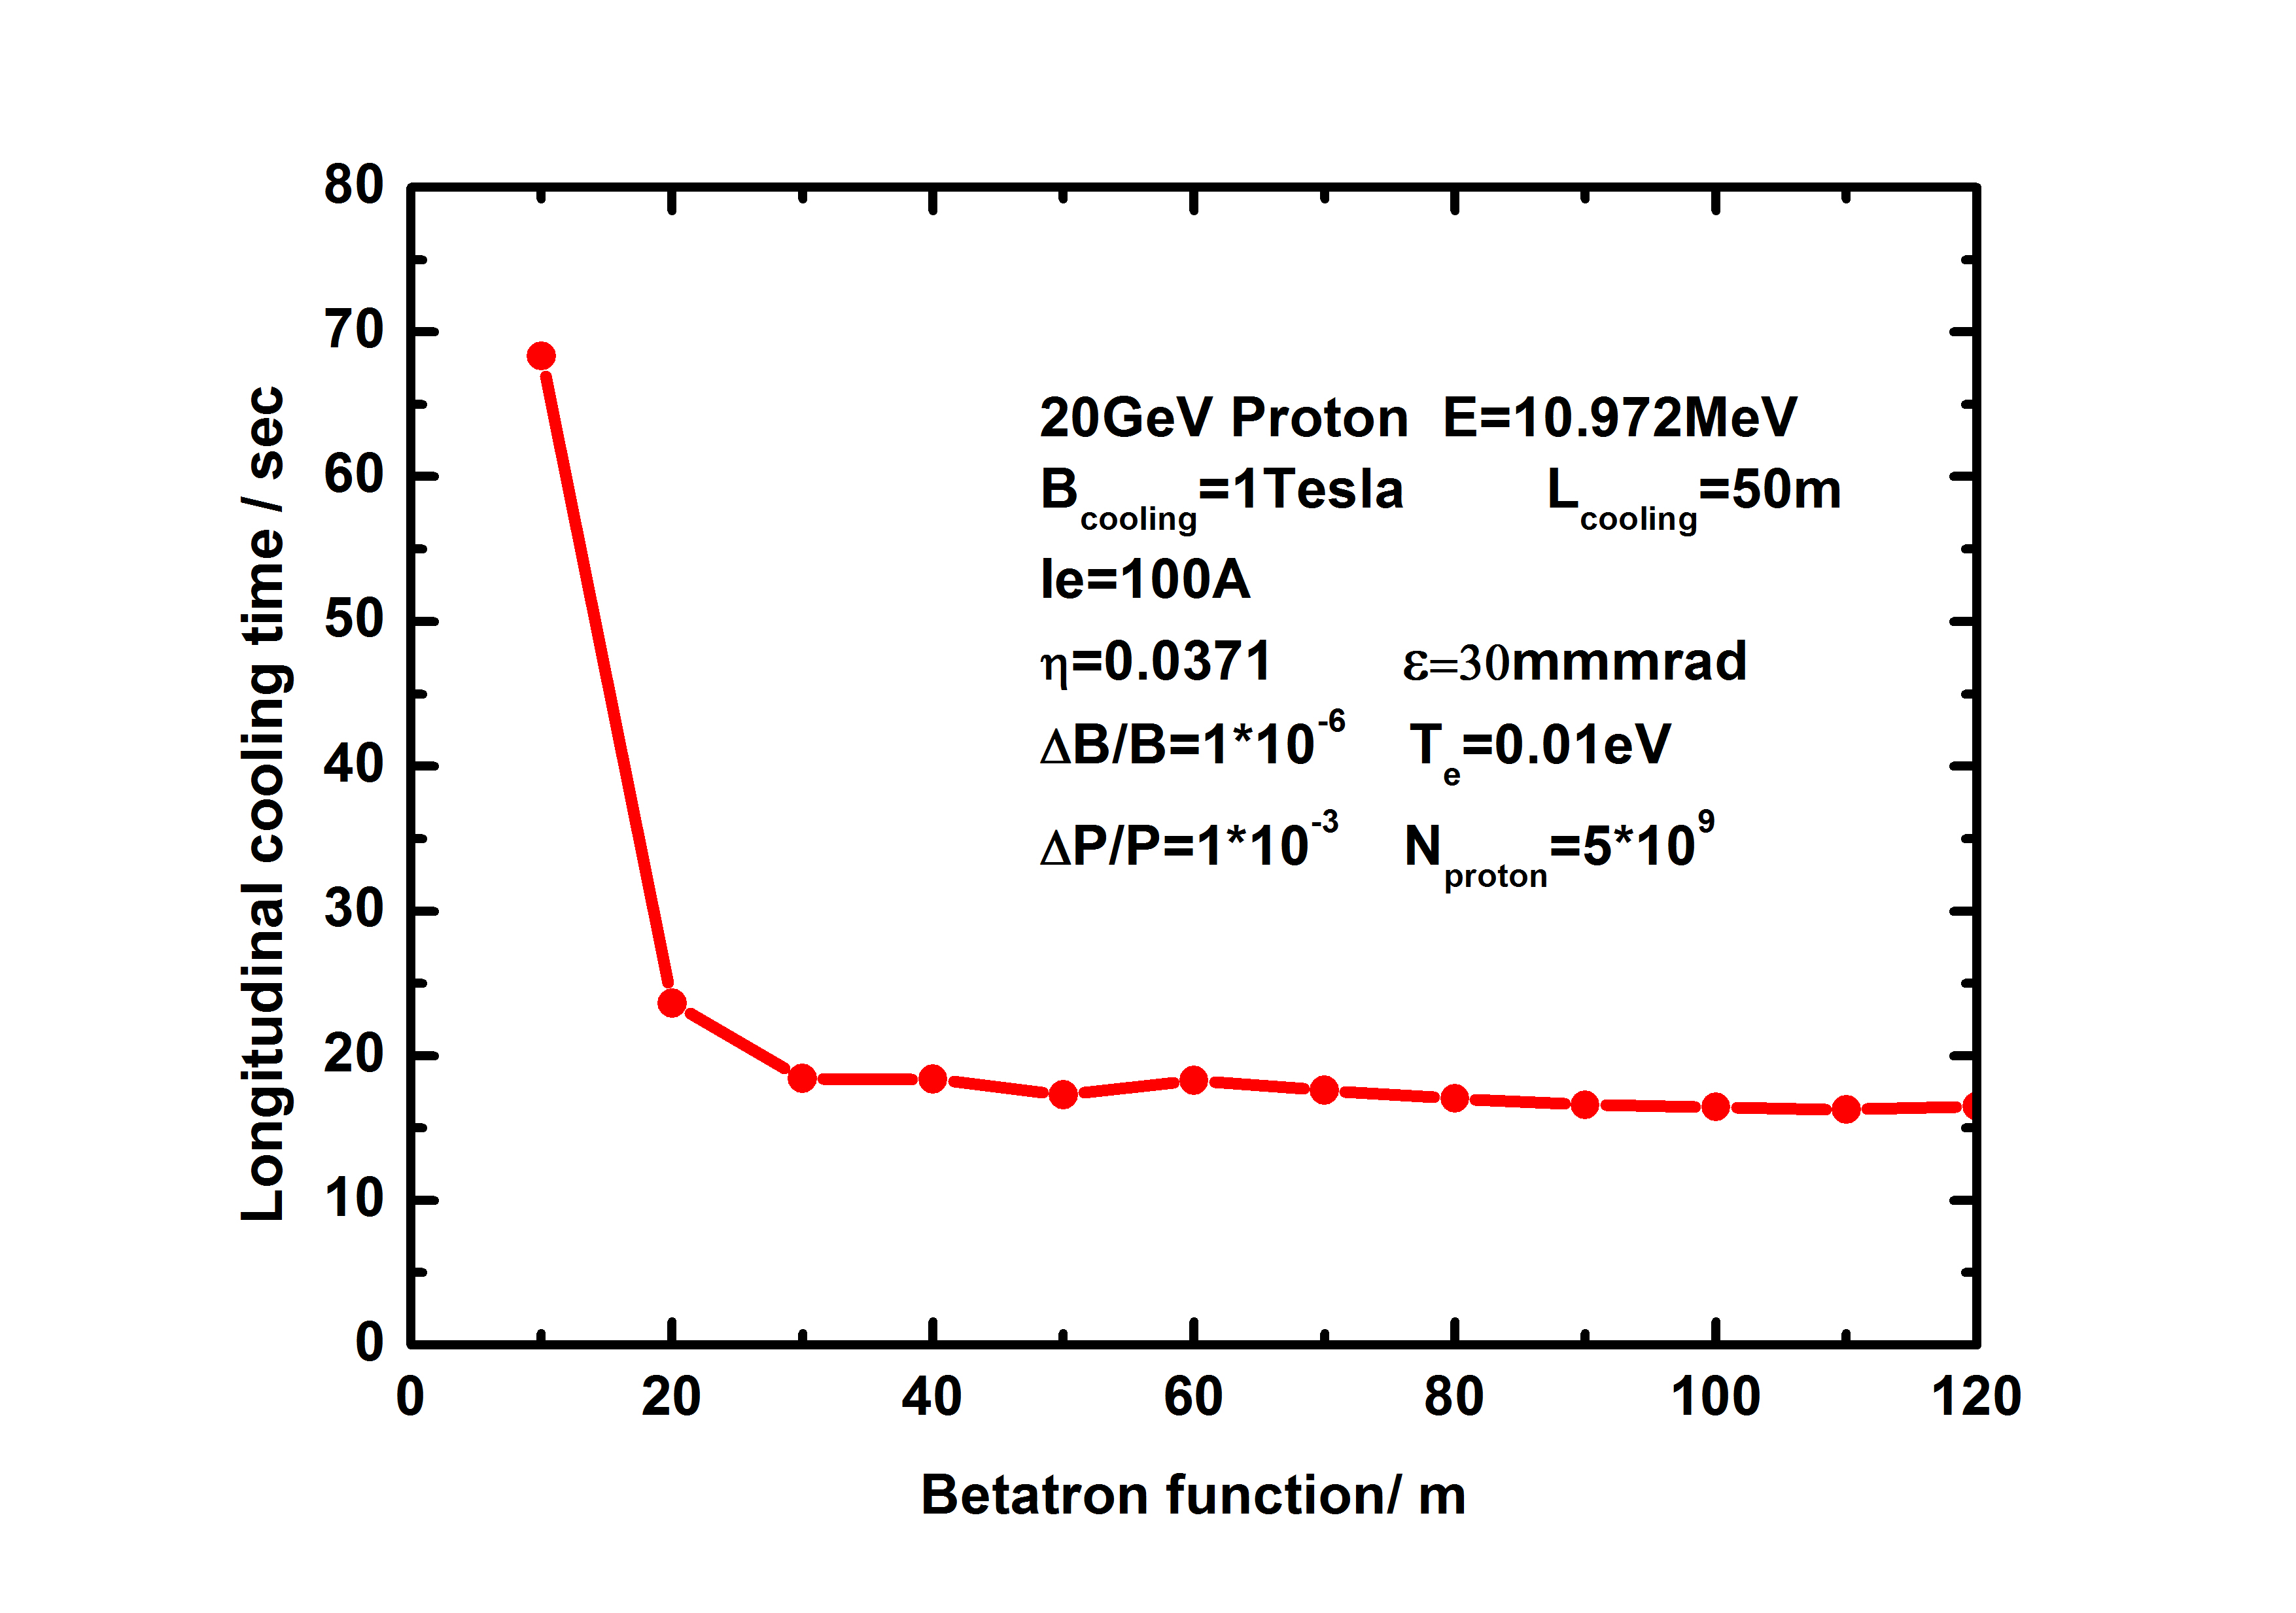 80
70
60
50
40
30
20
10
0
Longitudinal cooling time / sec
20GeV Proton E=10.972MeV
Bcooling=1Tesla Lcooling=50m
Ie=100A
η=0.0371 ε=30mmmrad
ΔB/B=1*10-6 Te=0.01eV
ΔP/P=1*10-3 Nproton=5*109
0 20 40 60 80 100 120
Betatron function/ m